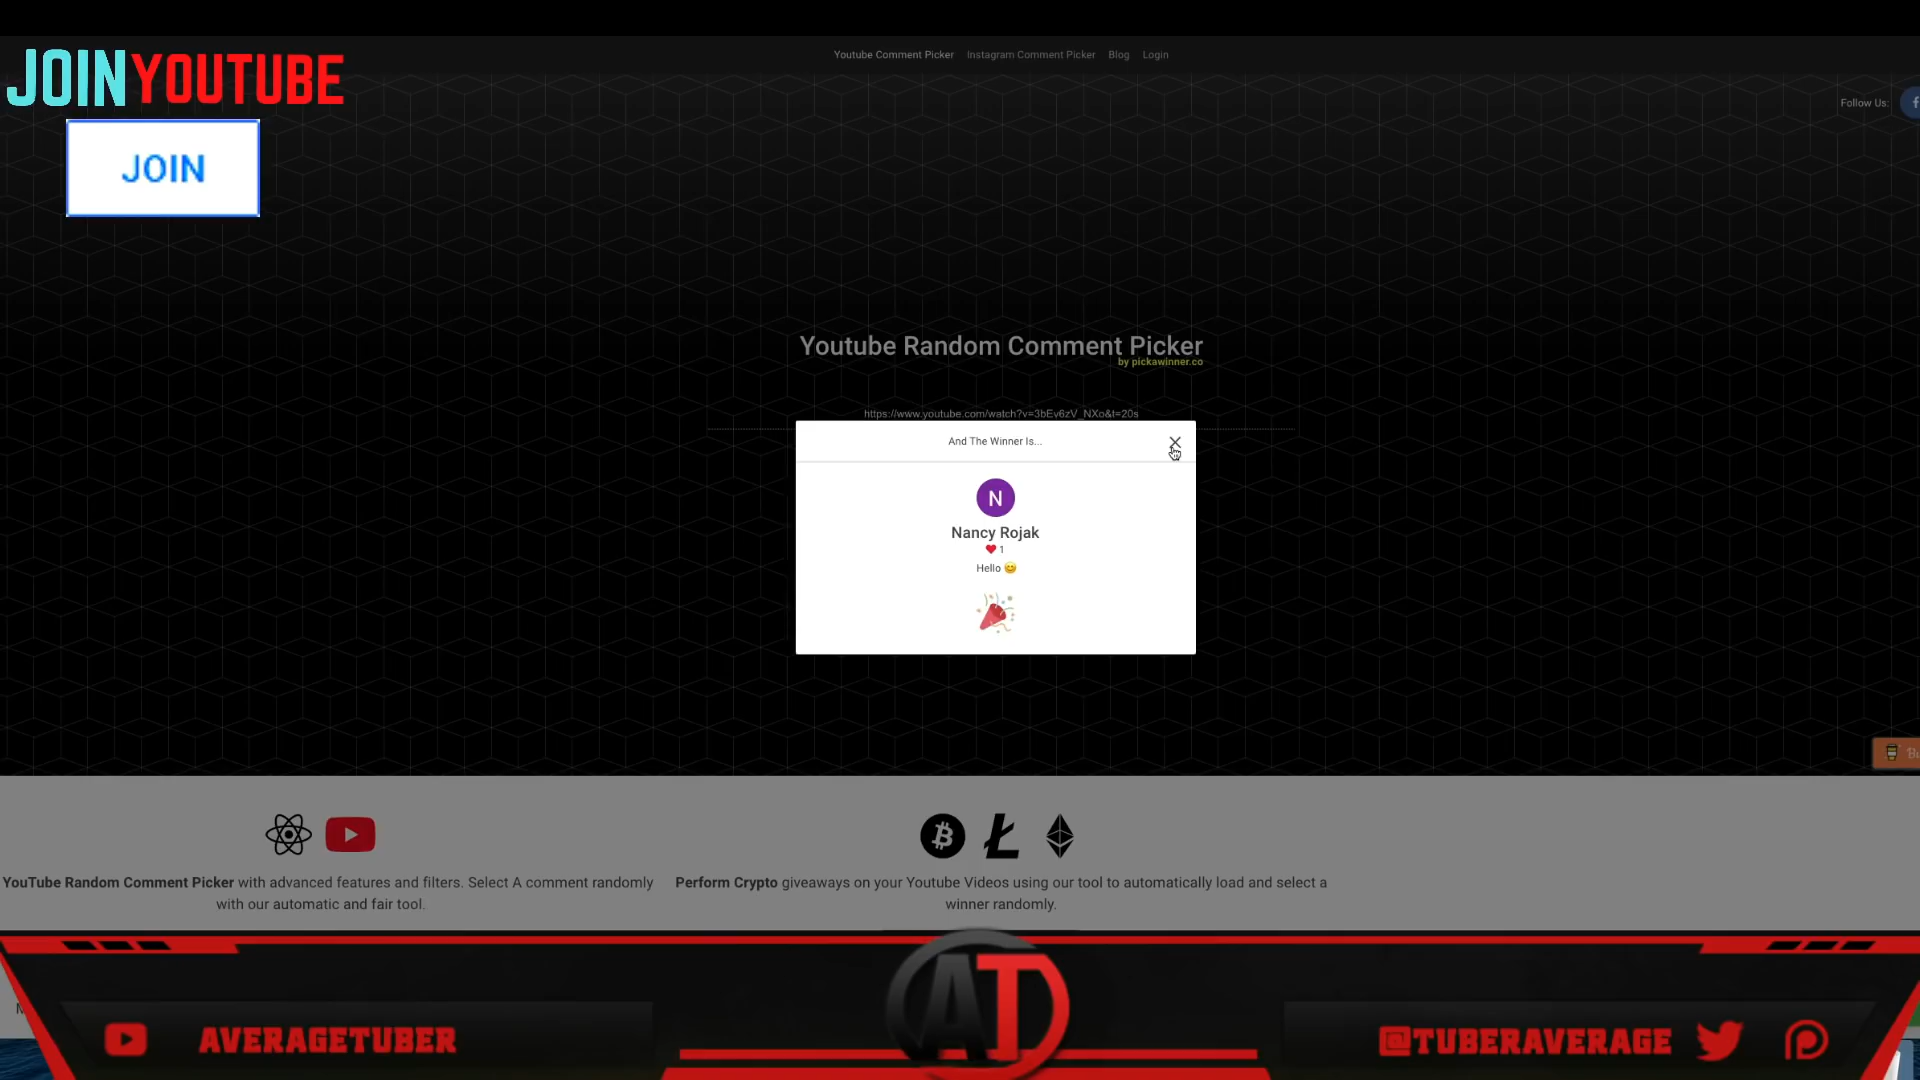 Youtube Comment Picker Instagram Comment Picker Blog Login
JOINYOUTUBE
Follow Us:
JOIN
Youtube Random Comment Picker
by pickawinner.co
https://www.youtube.com/watch?v=3bEv6zV_NXo&t=20s
And The Winner Is...
N
Nancy Rojak
1
Hello 😊
YouTube Random Comment Picker with advanced features and filters. Select A comment randomly
with our automatic and fair tool.
Perform Crypto giveaways on your Youtube Videos using our tool to automatically load and select a
winner randomly.
AT
AVERAGETUBER
@TUBERAVERAGE